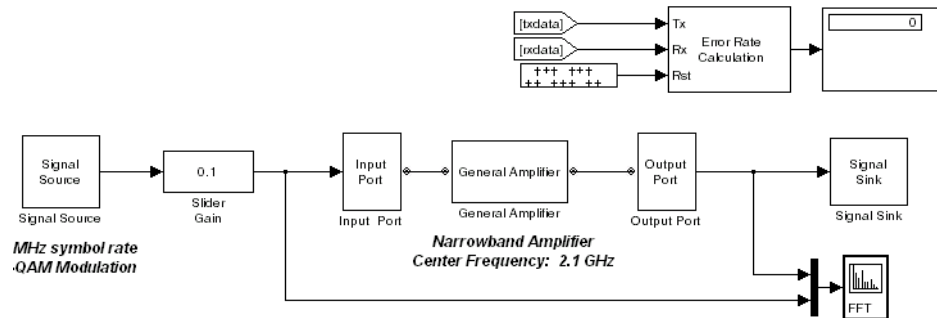 [txdata]
[rxdata]
Tx
Rx
Rst
Error Rate
Calculation
0
Signal
Source
Signal Source
0.1
Slider
Gain
Input
Port
Input Port
General Amplifier
General Amplifier
Output
Port
Output Port
Signal
Sink
Signal Sink
MHz symbol rate
-QAM Modulation
Narrowband Amplifier
Center Frequency: 2.1 GHz
FFT